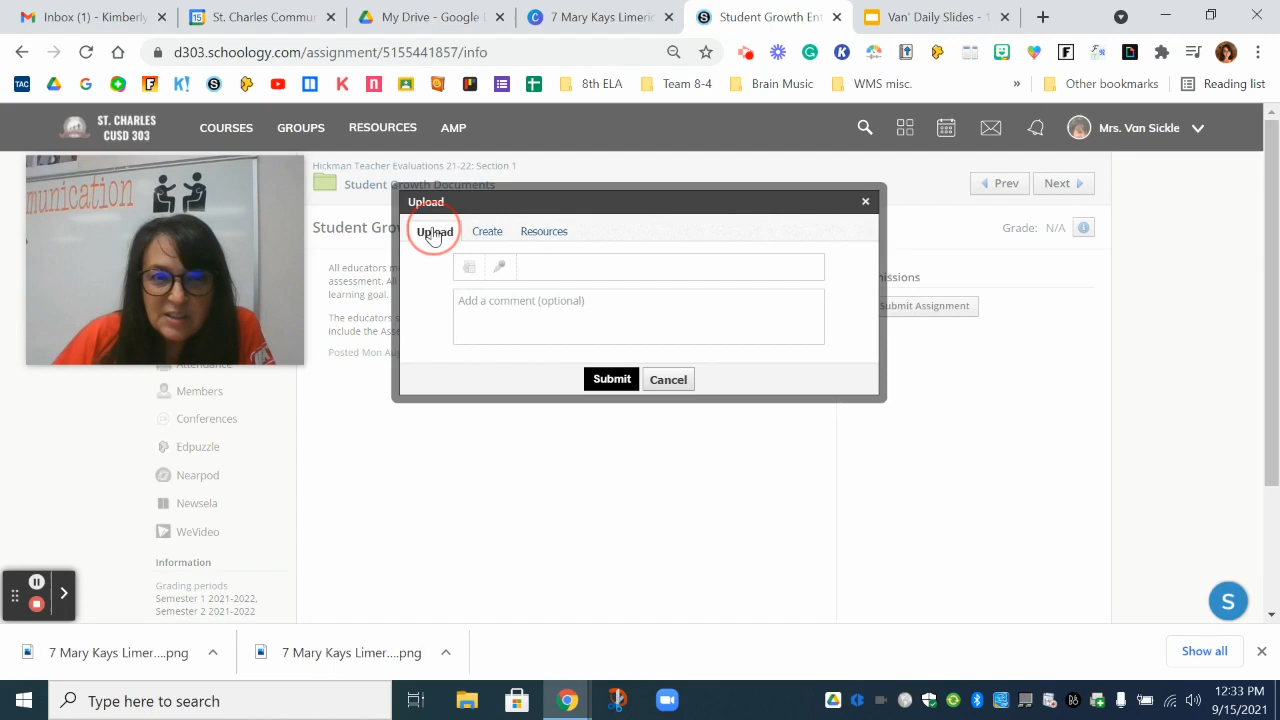 Inbox (1) - Kimberly
St. Charles Commu
My Drive - Google
7 Mary Kays Limeric
Student Growth Ent
Van' Daily Slides - 1
d303.schoology.com/assignment/5155441857/info
TAC
8th ELA
Team 8-4
Brain Music
WMS misc.
»
Other bookmarks
Reading list
ST. CHARLES
CUSD 303
COURSES
GROUPS
RESOURCES
AMP
Mrs. Van Sickle
munication
Hickman Teacher Evaluations 21-22: Section 1
Student Growth Documents
Prev
Next
Student Grow
Grade: N/A
All educators m
assessment. All
learning goal.
The educators s
include the Asse
Posted Mon Aug
Upload
×
Upload
Create
Resources
Add a comment (optional)
Submit
Cancel
missions
Submit Assignment
Attendance
Members
Conferences
Edpuzzle
Nearpod
Newsela
WeVideo
Information
Grading periods
Semester 1 2021-2022,
Semester 2 2021-2022
S
7 Mary Kays Limer....png
7 Mary Kays Limer....png
Show all
Type here to search
12:33 PM
9/15/2021